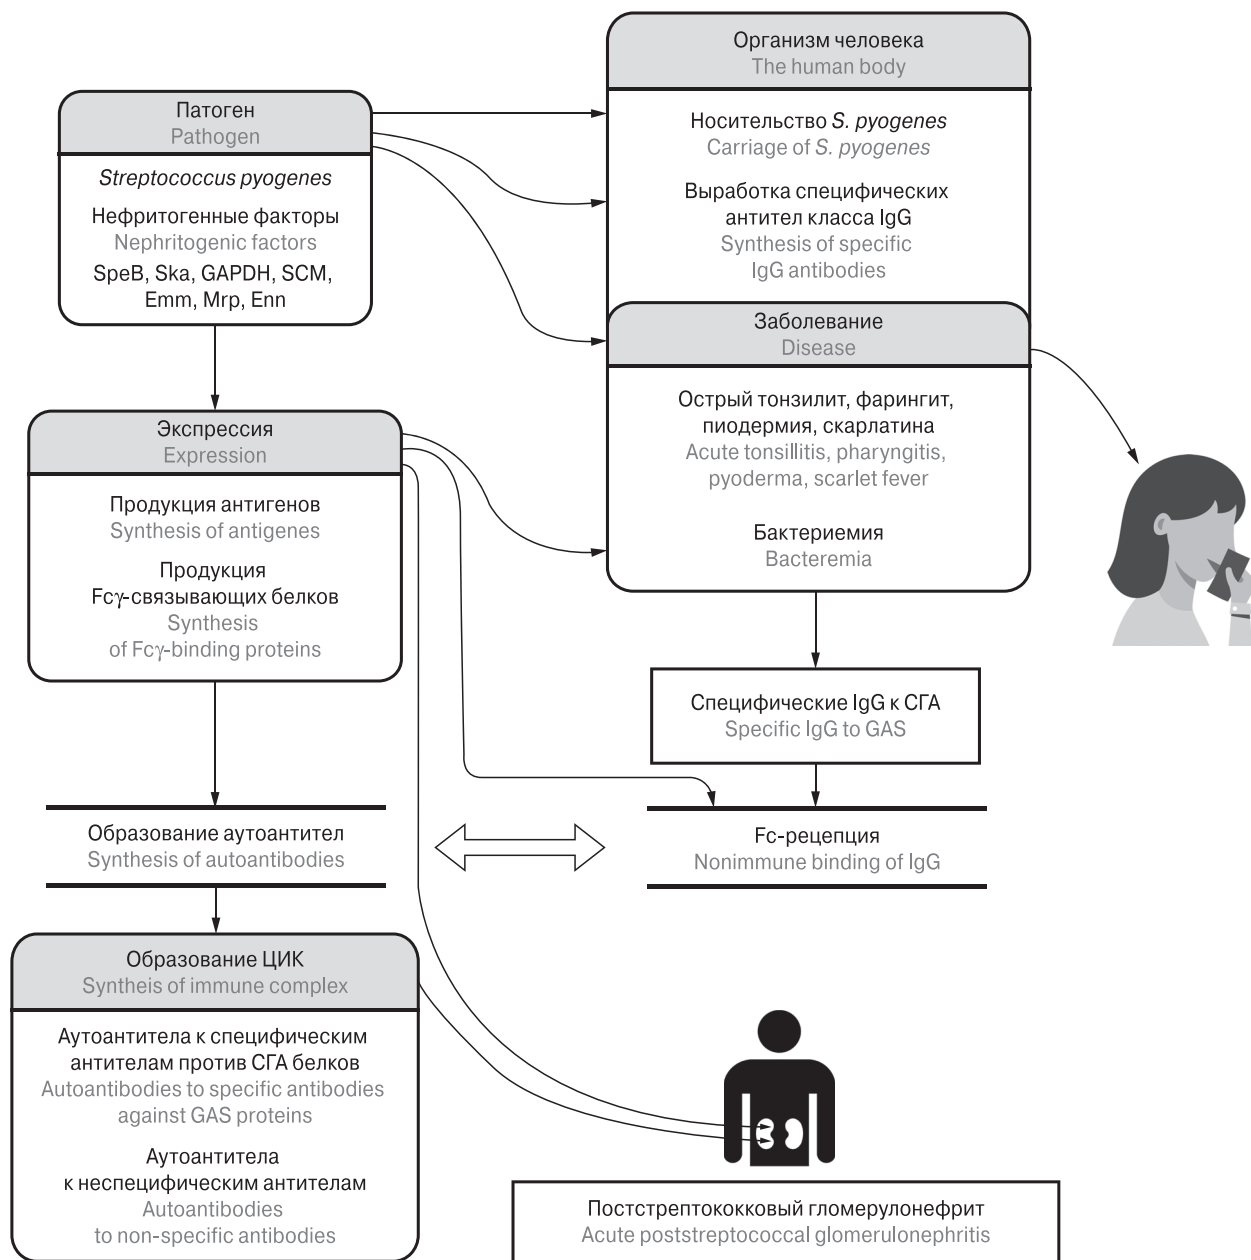 Патоген
Pathogen
Streptococcus pyogenes
Нефритогенные факторы
Nephritogenic factors
SpeB, Ska, GAPDH, SCM,
Emm, Mrp, Enn
Организм человека
The human body
Носительство S. pyogenes
Carriage of S. pyogenes
Выработка специфических
антител класса IgG
Synthesis of specific
IgG antibodies
Заболевание
Disease
Острый тонзилит, фарингит,
пиодермия, скарлатина
Acute tonsillitis, pharyngitis,
pyoderma, scarlet fever
Бактериемия
Bacteremia
Экспрессия
Expression
Продукция антигенов
Synthesis of antigenes
Продукция
Fcγ-связывающих белков
Synthesis
of Fcγ-binding proteins
Специфические IgG к СГА
Specific IgG to GAS
Образование аутоантител
Synthesis of autoantibodies
Fc-рецепция
Nonimmune binding of IgG
Образование ЦИК
Syntheis of immune complex
Аутоантитела к специфическим
антителам против СГА белков
Autoantibodies to specific antibodies
against GAS proteins
Аутоантитела
к неспецифическим антителам
Autoantibodies
to non-specific antibodies
Постстрептококковый гломерулонефрит
Acute poststreptococcal glomerulonephritis